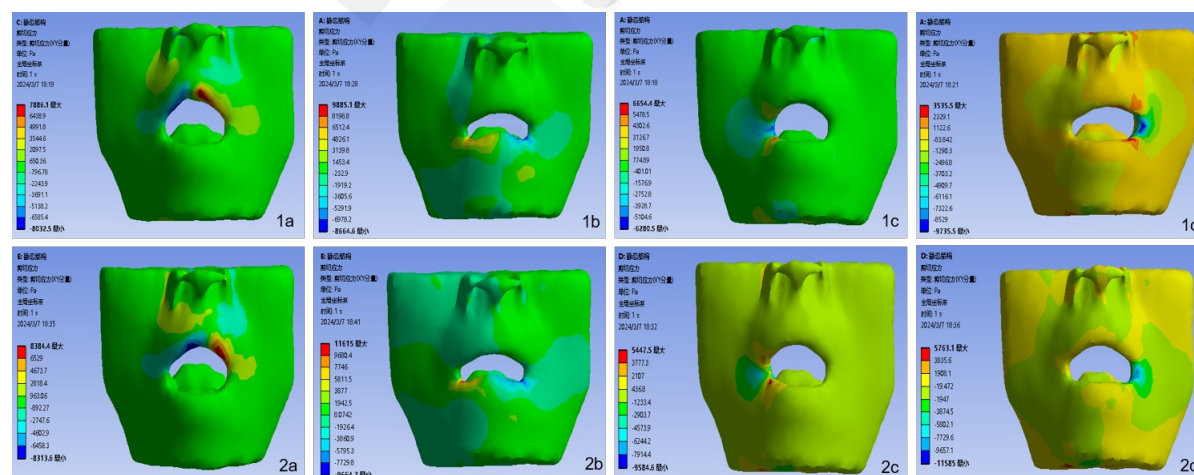 C: 静态结构
剪切应力
类型: 剪切应力(XY分量)
单位: Pa
全局坐标系
时间: 1 s
2024/3/7 18:19
7886.1 最大
6438.9
4991.8
3544.6
2097.5
650.36
-796.78
-2243.9
-3691.1
-5138.2
-6585.4
-8032.5 最小
1a
A: 静态结构
剪切应力
类型: 剪切应力(XY分量)
单位: Pa
全局坐标系
时间: 1 s
2024/3/7 18:28
9885.1 最大
8198.8
6512.4
4826.1
3139.8
1453.4
-232.9
-1919.2
-3605.6
-5291.9
-6978.2
-8664.6 最小
1b
A: 静态结构
剪切应力
类型: 剪切应力(XY分量)
单位: Pa
全局坐标系
时间: 1 s
2024/3/7 18:18
6654.4 最大
5478.5
4302.6
3126.7
1950.8
774.89
-401.01
-1576.9
-2752.8
-3928.7
-5104.6
-6280.5 最小
1c
A: 静态结构
剪切应力
类型: 剪切应力(XY分量)
单位: Pa
全局坐标系
时间: 1 s
2024/3/7 18:21
3535.5 最大
2329.1
1122.6
-83.842
-1290.3
-2496.8
-3703.2
-4909.7
-6116.1
-7322.6
-8529
-9735.5 最小
B: 静态结构
剪切应力
类型: 剪切应力(XY分量)
单位: Pa
全局坐标系
时间: 1 s
2024/3/7 18:35
8384.4 最大
6529
4673.7
2818.4
963.06
-892.27
-2747.6
-4602.9
-6458.3
-8313.6 最小
2a
剪切应力
类型: 剪切应力(XY分量)
单位: Pa
全局坐标系
时间: 1 s
2024/3/7 18:41
11615 最大
9680.4
7746
5811.5
3877
1942.5
8.0742
-1926.4
-3860.9
-5795.3
-7729.8
2b
D: 静态结构
剪切应力
类型: 剪切应力(XY分量)
单位: Pa
全局坐标系
时间: 1 s
2024/3/7 18:32
5447.5 最大
3777.3
2107
436.8
-1233.4
-2903.7
-4573.9
-6244.2
-7914.4
-9584.6 最小
2c
D: 静态结构
剪切应力
类型: 剪切应力(XY分量)
单位: Pa
全局坐标系
时间: 1 s
2024/3/7 18:36
5763.1 最大
3835.6
1908.1
-19.472
-1947
-3874.5
-5802.1
-7729.6
-9657.1
-11585 最小